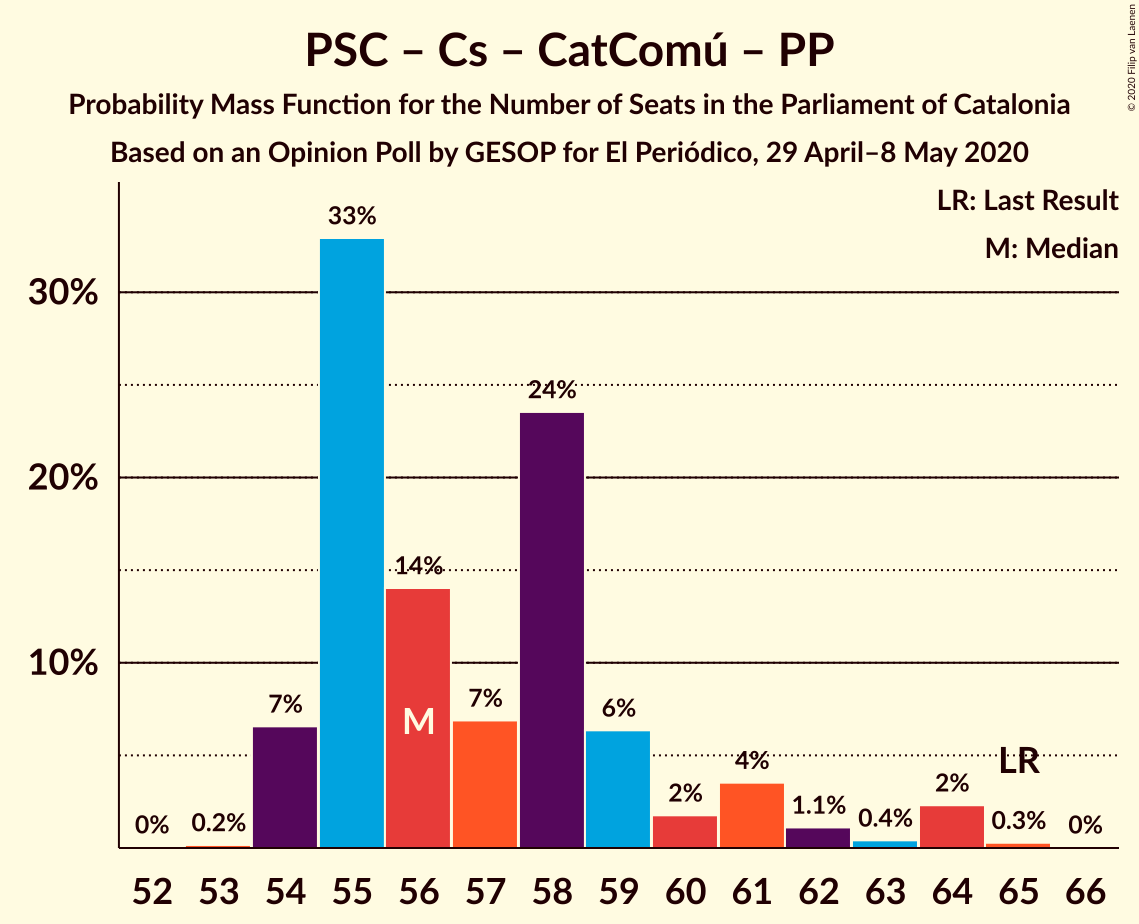 PSC – Cs – CatComú – PP
Probability Mass Function for the Number of Seats in the Parliament of Catalonia
Based on an Opinion Poll by GESOP for El Periódico, 29 April–8 May 2020
© 2020 Filip van Laenen
LR: Last Result
M: Median
33%
30%
24%
20%
14%
10%
7%
M
7%
6%
LR
4%
2%
2%
1.1%
0%
0.2%
0.4%
0.3%
0%
52 53 54 55 56 57 58 59 60 61 62 63 64 65 66